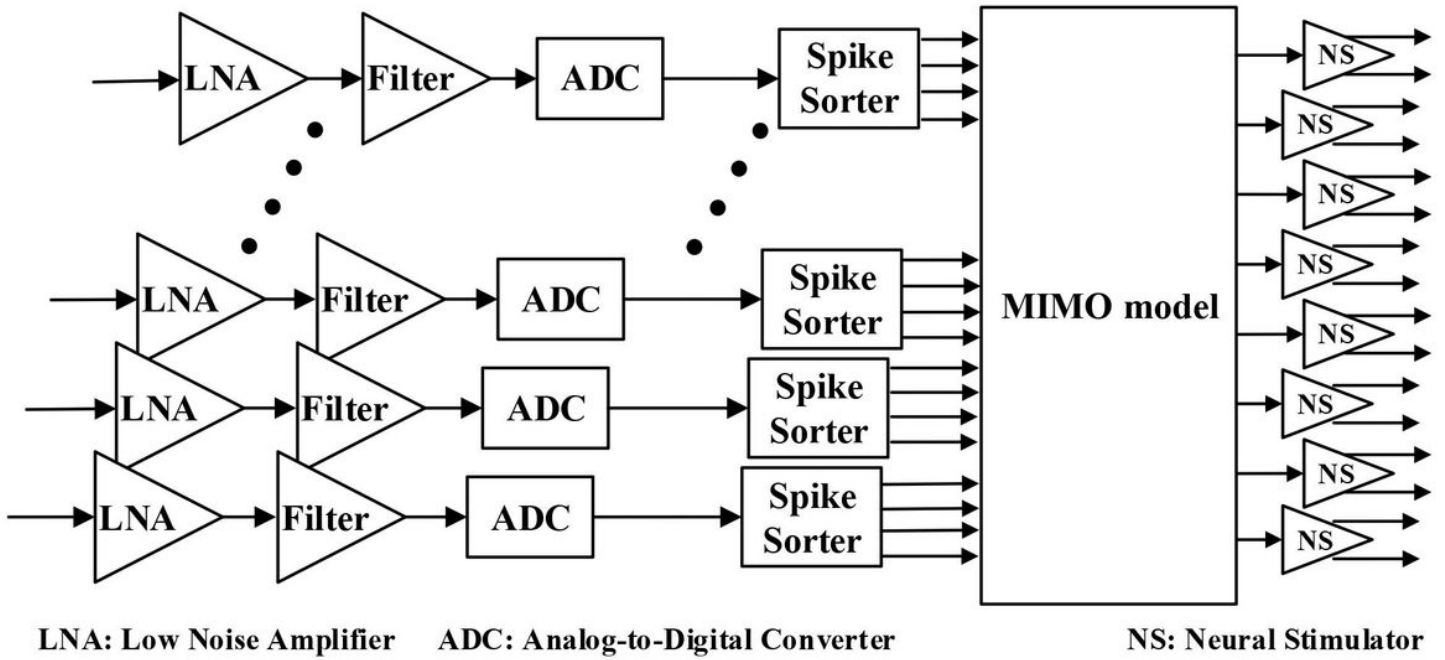 LNA
Filter
ADC
Spike
Sorter
LNA
Filter
ADC
Spike
Sorter
LNA
Filter
ADC
Spike
Sorter
LNA
Filter
ADC
Spike
Sorter
MIMO model
NS
NS
NS
NS
NS
NS
NS
NS
LNA: Low Noise Amplifier
ADC: Analog-to-Digital Converter
NS: Neural Stimulator